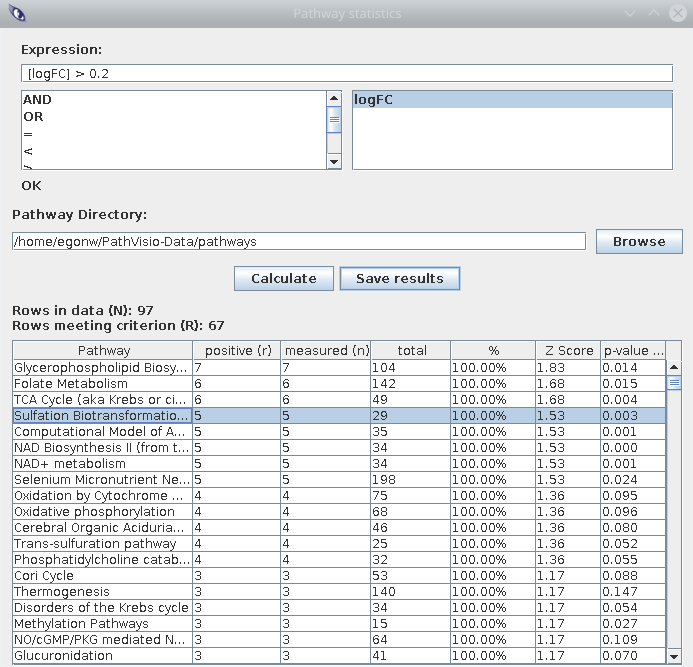 Pathway statistics
Expression:
[logFC] > 0.2
AND
OR
=
<
>
logFC
OK
Pathway Directory:
/home/egonw/PathVisio-Data/pathways
Browse
Calculate Save results
Rows in data (N): 97
Rows meeting criterion (R): 67
Pathway positive (r) measured (n) total % Z Score p-value ...
Glycerophospholipid Biosy... 7 7 104 100.00% 1.83 0.014
Folate Metabolism 6 6 142 100.00% 1.68 0.015
TCA Cycle (aka Krebs or ci... 6 6 49 100.00% 1.68 0.004
Sulfation Biotransformatio... 5 5 29 100.00% 1.53 0.003
Computational Model of A... 5 5 35 100.00% 1.53 0.001
NAD Biosynthesis II (from t... 5 5 34 100.00% 1.53 0.000
NAD+ metabolism 5 5 34 100.00% 1.53 0.001
Selenium Micronutrient Ne... 5 5 198 100.00% 1.53 0.024
Oxidation by Cytochrome ... 4 4 75 100.00% 1.36 0.095
Oxidative phosphorylation 4 4 68 100.00% 1.36 0.096
Cerebral Organic Aciduria... 4 4 46 100.00% 1.36 0.080
Trans-sulfuration pathway 4 4 25 100.00% 1.36 0.052
Phosphatidylcholine catab... 4 4 32 100.00% 1.36 0.055
Cori Cycle 3 3 53 100.00% 1.17 0.088
Thermogenesis 3 3 140 100.00% 1.17 0.147
Disorders of the Krebs cycle 3 3 34 100.00% 1.17 0.054
Methylation Pathways 3 3 15 100.00% 1.17 0.027
NO/cGMP/PKG mediated N... 3 3 64 100.00% 1.17 0.109
Glucuronidation 3 3 41 100.00% 1.17 0.070